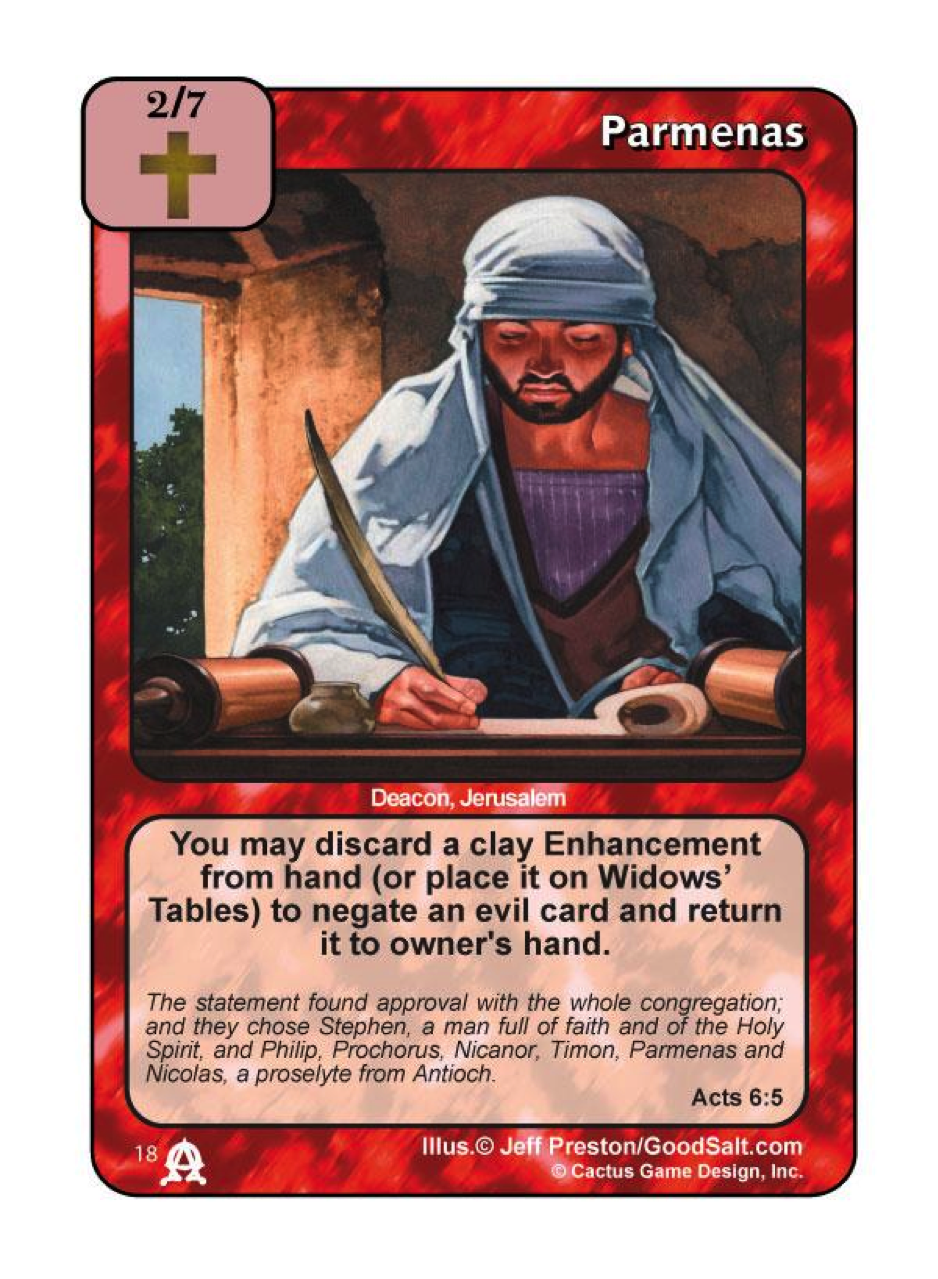 2/7
Parmenas
Deacon, Jerusalem
You may discard a clay Enhancement
from hand (or place it on Widows’
Tables) to negate an evil card and return
it to owner's hand.
The statement found approval with the whole congregation;
and they chose Stephen, a man full of faith and of the Holy
Spirit, and Philip, Prochorus, Nicanor, Timon, Parmenas and
Nicolas, a proselyte from Antioch.
Acts 6:5
18
Illus.© Jeff Preston/GoodSalt.com
© Cactus Game Design, Inc.